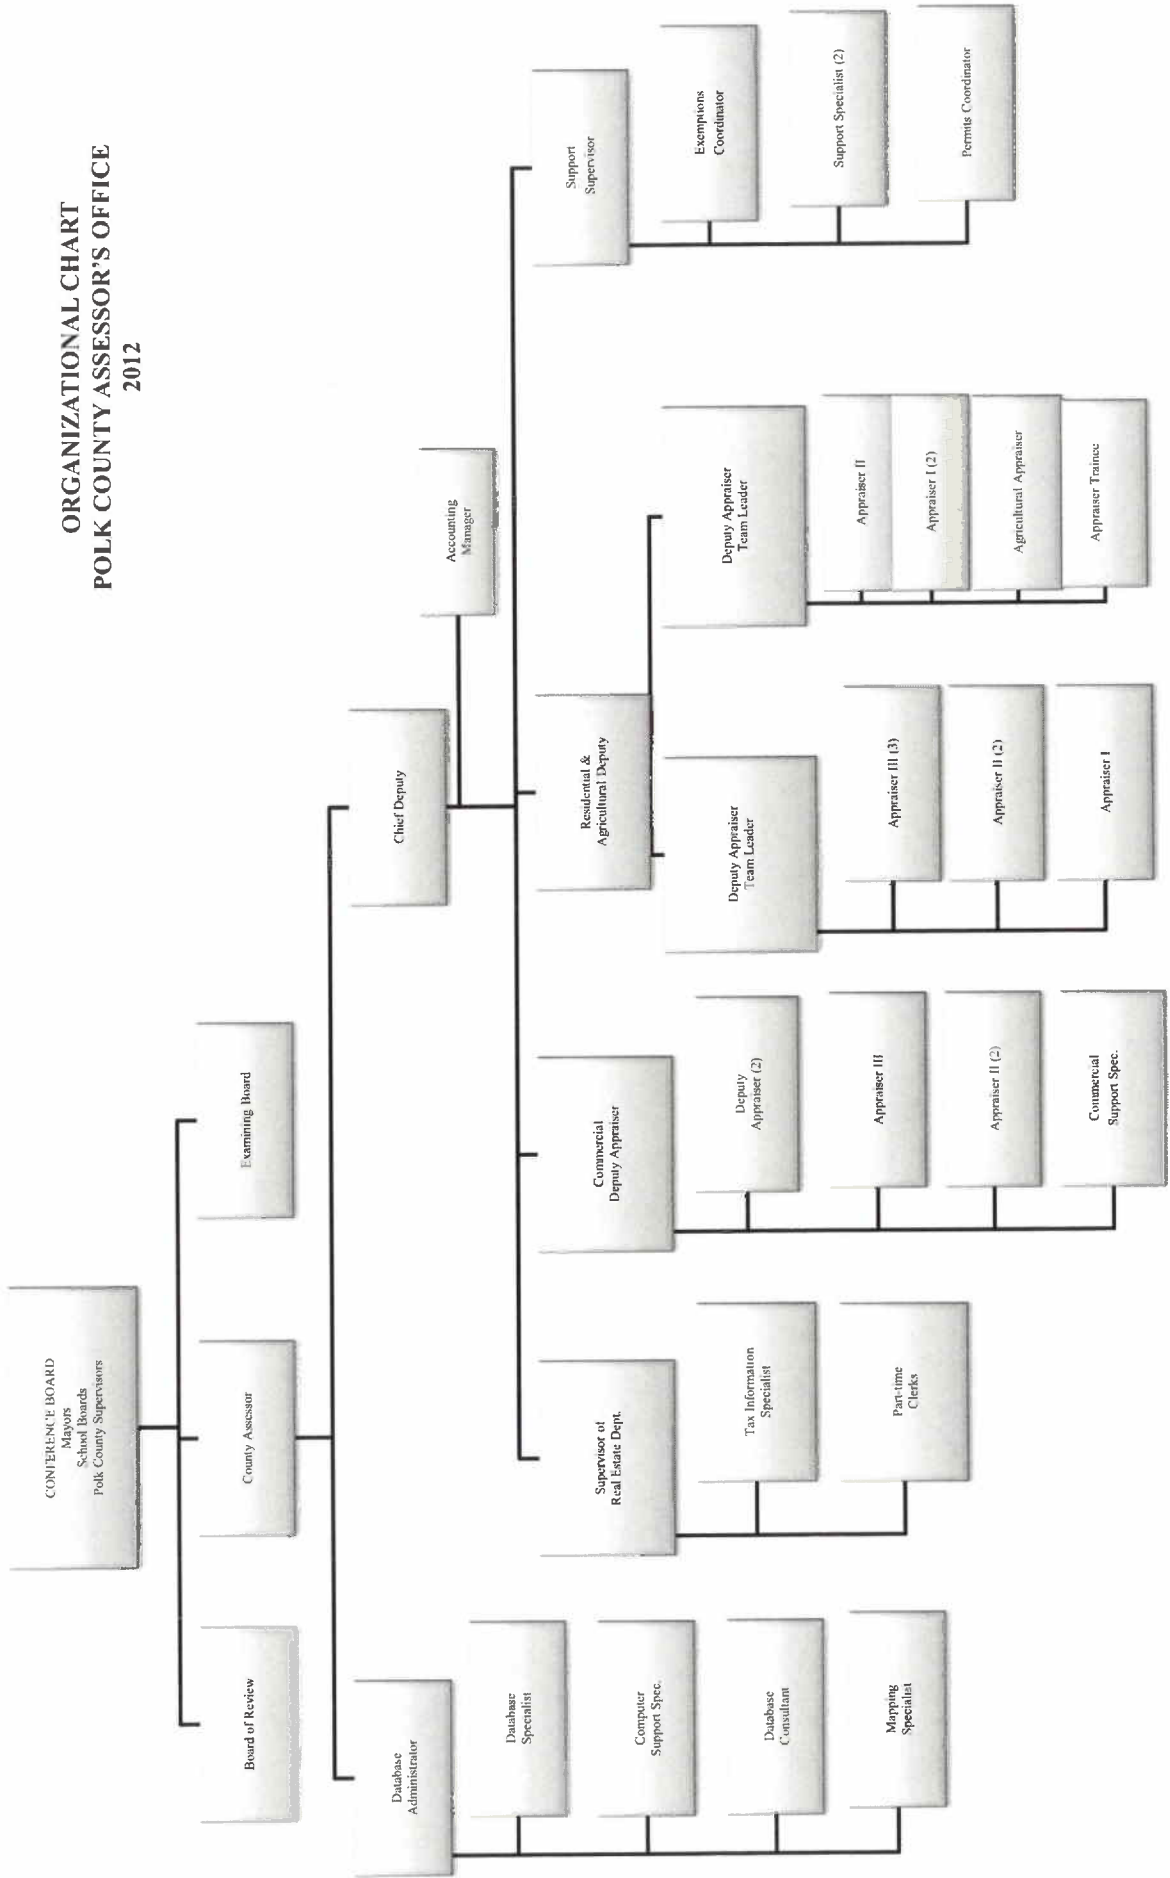 ORGANIZATIONAL CHART
POLK COUNTY ASSESSOR'S OFFICE
2012
CONFERENCE BOARD
Mayors
School Boards
Polk County Supervisors
Board of Review
County Assessor
Examining Board
Database
Administrator
Chief Deputy
Accounting
Manager
Database
Specialist
Computer
Support Spec.
Database
Consultant
Mapping
Specialist
Supervisor of
Real Estate Dept.
Tax Information
Specialist
Part-time
Clerks
Commercial
Deputy Appraiser
Deputy
Appraiser (2)
Appraiser III
Appraiser II (2)
Commercial
Support Spec.
Residential &
Agricultural Deputy
Deputy Appraiser
Team Leader
Appraiser III (3)
Appraiser II (2)
Appraiser I
Deputy Appraiser
Team Leader
Appraiser II
Appraiser I (2)
Agricultural Appraiser
Appraiser Trainee
Support
Supervisor
Exemptions
Coordinator
Support Specialist (2)
Permits Coordinator